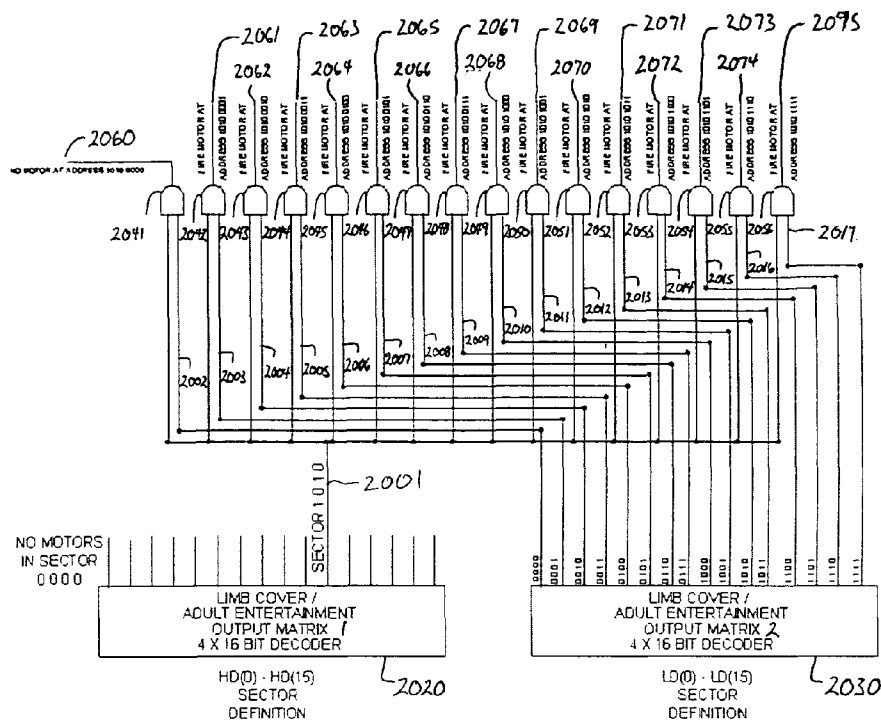 2061
2063
2065
2067
2069
2071
2073
2095
2062
2064
2066
2068
2070
2072
2074
2060
NO MOTOR AT ADDRESS 1010 0000
FIRE MOTOR AT
ADDRESS 1010 0001
FIRE MOTOR AT
ADDRESS 1010 0010
FIRE MOTOR AT
ADDRESS 1010 0011
FIRE MOTOR AT
ADDRESS 1010 0100
FIRE MOTOR AT
ADDRESS 1010 0101
FIRE MOTOR AT
ADDRESS 1010 0110
FIRE MOTOR AT
ADDRESS 1010 0111
FIRE MOTOR AT
ADDRESS 1010 1000
FIRE MOTOR AT
ADDRESS 1010 1001
FIRE MOTOR AT
ADDRESS 1010 1010
FIRE MOTOR AT
ADDRESS 1010 1011
FIRE MOTOR AT
ADDRESS 1010 1100
FIRE MOTOR AT
ADDRESS 1010 1101
FIRE MOTOR AT
ADDRESS 1010 1110
FIRE MOTOR AT
ADDRESS 1010 1111
2041 2042 2043 2044 2045 2046 2047 2048 2049 2050 2051 2052 2053 2054 2055 2056
2017
2016
2015
2014
2013
2012
2011
2010
2009
2008
2007
2006
2005
2004
2003
2002
2001
SECTOR 1010
NO MOTORS
IN SECTOR
0000
0000 0001 0011 0100 0101 0110 0111 1000 1001 1010 1011 1100 1101 1111
LIMB COVER /
ADULT ENTERTAINMENT
OUTPUT MATRIX 1
4 X 16 BIT DECODER
LIMB COVER /
ADULT ENTERTAINMENT
OUTPUT MATRIX 2
4 X 16 BIT DECODER
HD(0) - HD(15)
SECTOR
DEFINITION
2020
LD(0) - LD(15)
SECTOR
DEFINITION
2030